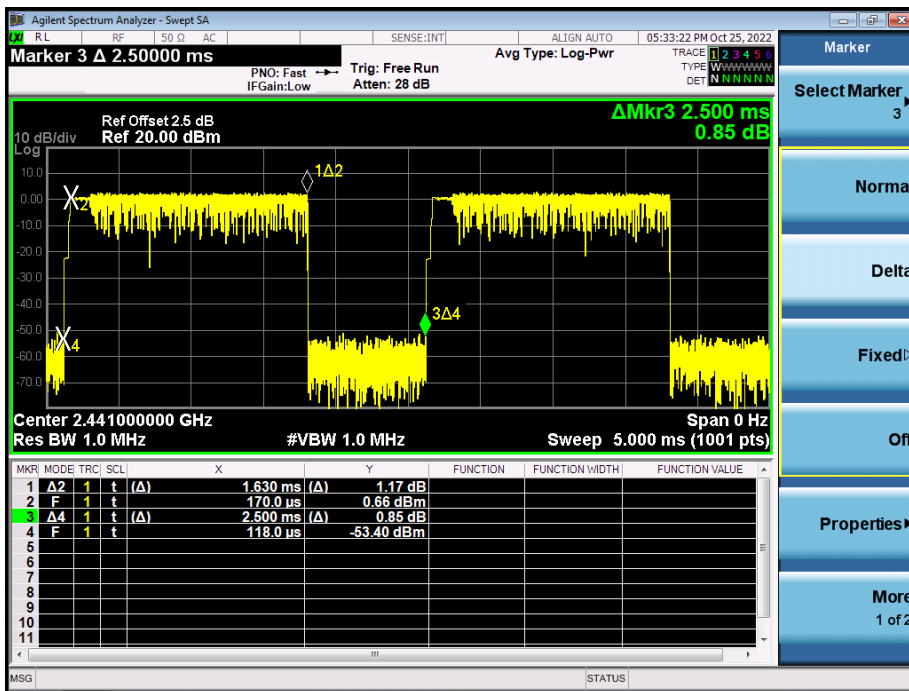 Agilent Spectrum Analyzer - Swept SA
LXI RL RF 50 Ω AC SENSE:INT ALIGN AUTO 05:33:22 PM Oct 25, 2022
Marker 3 Δ 2.50000 ms
PNO: Fast
IFGain:Low
Trig: Free Run
Atten: 28 dB
Avg Type: Log-Pwr
TRACE 1 2 3 4 5 6
TYPE WWWWWW
DET N N N N N N
Ref Offset 2.5 dB
Ref 20.00 dBm
10 dB/div
Log
ΔMkr3 2.500 ms
0.85 dB
10.0
0.00
-10.0
-20.0
-30.0
-40.0
-50.0
-60.0
-70.0
1Δ2
2
3Δ4
4
Center 2.441000000 GHz
Res BW 1.0 MHz
#VBW 1.0 MHz
Span 0 Hz
Sweep 5.000 ms (1001 pts)
MKR MODE TRC SCL X Y FUNCTION FUNCTION WIDTH FUNCTION VALUE
1 Δ2 1 t (Δ) 1.630 ms (Δ) 1.17 dB
2 F 1 t 170.0 µs 0.66 dBm
3 Δ4 1 t (Δ) 2.500 ms (Δ) 0.85 dB
4 F 1 t 118.0 µs -53.40 dBm
5
6
7
8
9
10
11
MSG STATUS
Marker
Select Marker
3
Norma
Delta
Fixed
Off
Properties
More
1 of 2